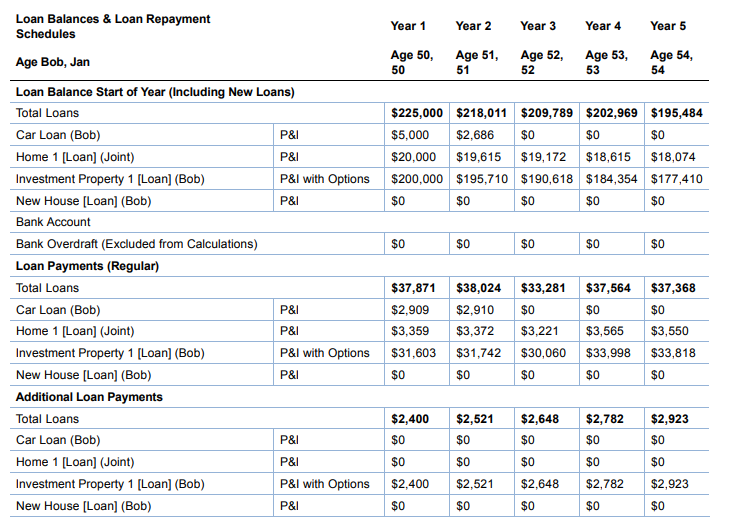 Loan Balances & Loan Repayment Schedules Year 1 Year 2 Year 3 Year 4 Year 5
Age Bob, Jan Age 50, 50 Age 51, 51 Age 52, 52 Age 53, 53 Age 54, 54
Loan Balance Start of Year (Including New Loans)
Total Loans $225,000 $218,011 $209,789 $202,969 $195,484
Car Loan (Bob) P&I $5,000 $2,686 $0 $0 $0
Home 1 [Loan] (Joint) P&I $20,000 $19,615 $19,172 $18,615 $18,074
Investment Property 1 [Loan] (Bob) P&I with Options $200,000 $195,710 $190,618 $184,354 $177,410
New House [Loan] (Bob) P&I $0 $0 $0 $0 $0
Bank Account
Bank Overdraft (Excluded from Calculations) $0 $0 $0 $0 $0
Loan Payments (Regular)
Total Loans $37,871 $38,024 $33,281 $37,564 $37,368
Car Loan (Bob) P&I $2,909 $2,910 $0 $0 $0
Home 1 [Loan] (Joint) P&I $3,359 $3,372 $3,221 $3,565 $3,550
Investment Property 1 [Loan] (Bob) P&I with Options $31,603 $31,742 $30,060 $33,998 $33,818
New House [Loan] (Bob) P&I $0 $0 $0 $0 $0
Additional Loan Payments
Total Loans $2,400 $2,521 $2,648 $2,782 $2,923
Car Loan (Bob) P&I $0 $0 $0 $0 $0
Home 1 [Loan] (Joint) P&I $0 $0 $0 $0 $0
Investment Property 1 [Loan] (Bob) P&I with Options $2,400 $2,521 $2,648 $2,782 $2,923
New House [Loan] (Bob) P&I $0 $0 $0 $0 $0